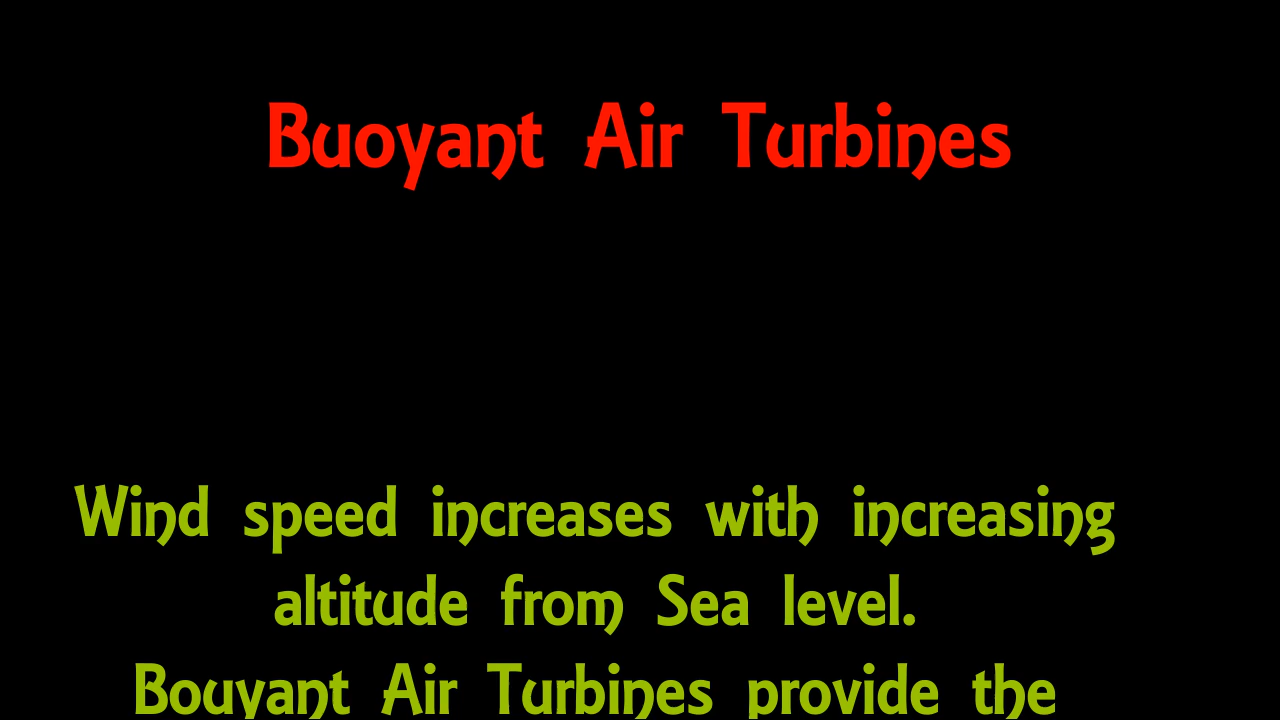 Buoyant Air Turbines
Wind speed increases with increasing
altitude from Sea level.
Bouyant Air Turbines provide the